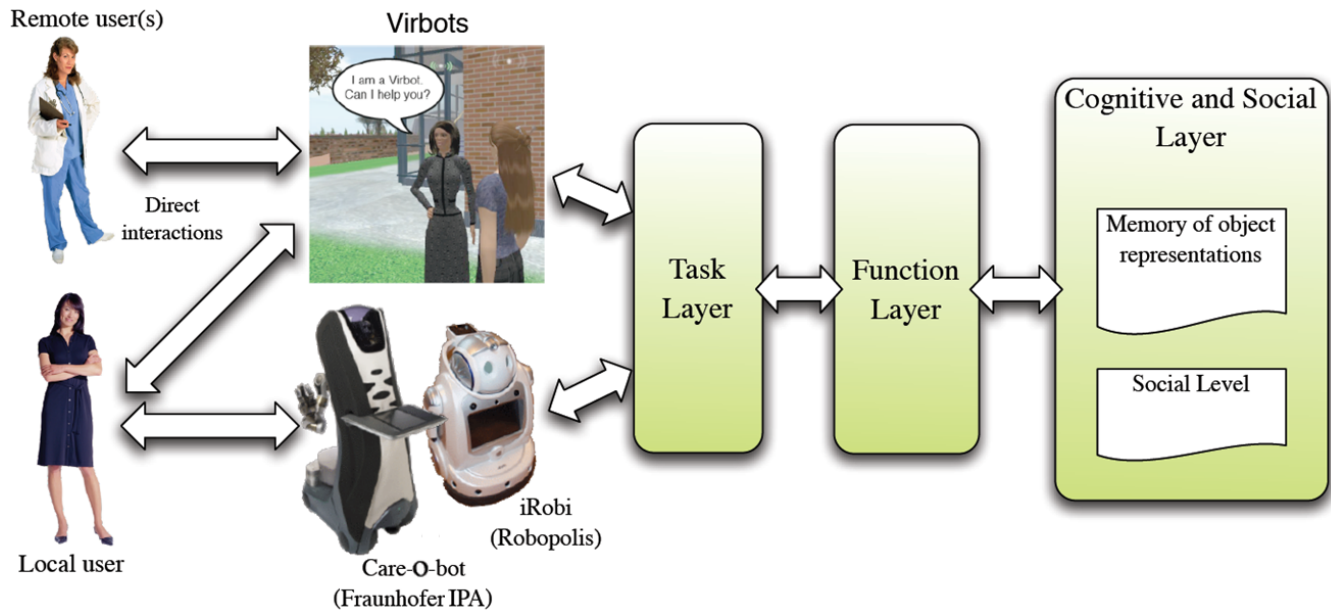 Remote user(s)
Virbots
I am a Virbot.
Can I help you?
Direct
interactions
Local user
Care-O-bot
(Fraunhofer IPA)
iRobi
(Robopolis)
Task
Layer
Function
Layer
Cognitive and Social
Layer
Memory of object
representations
Social Level